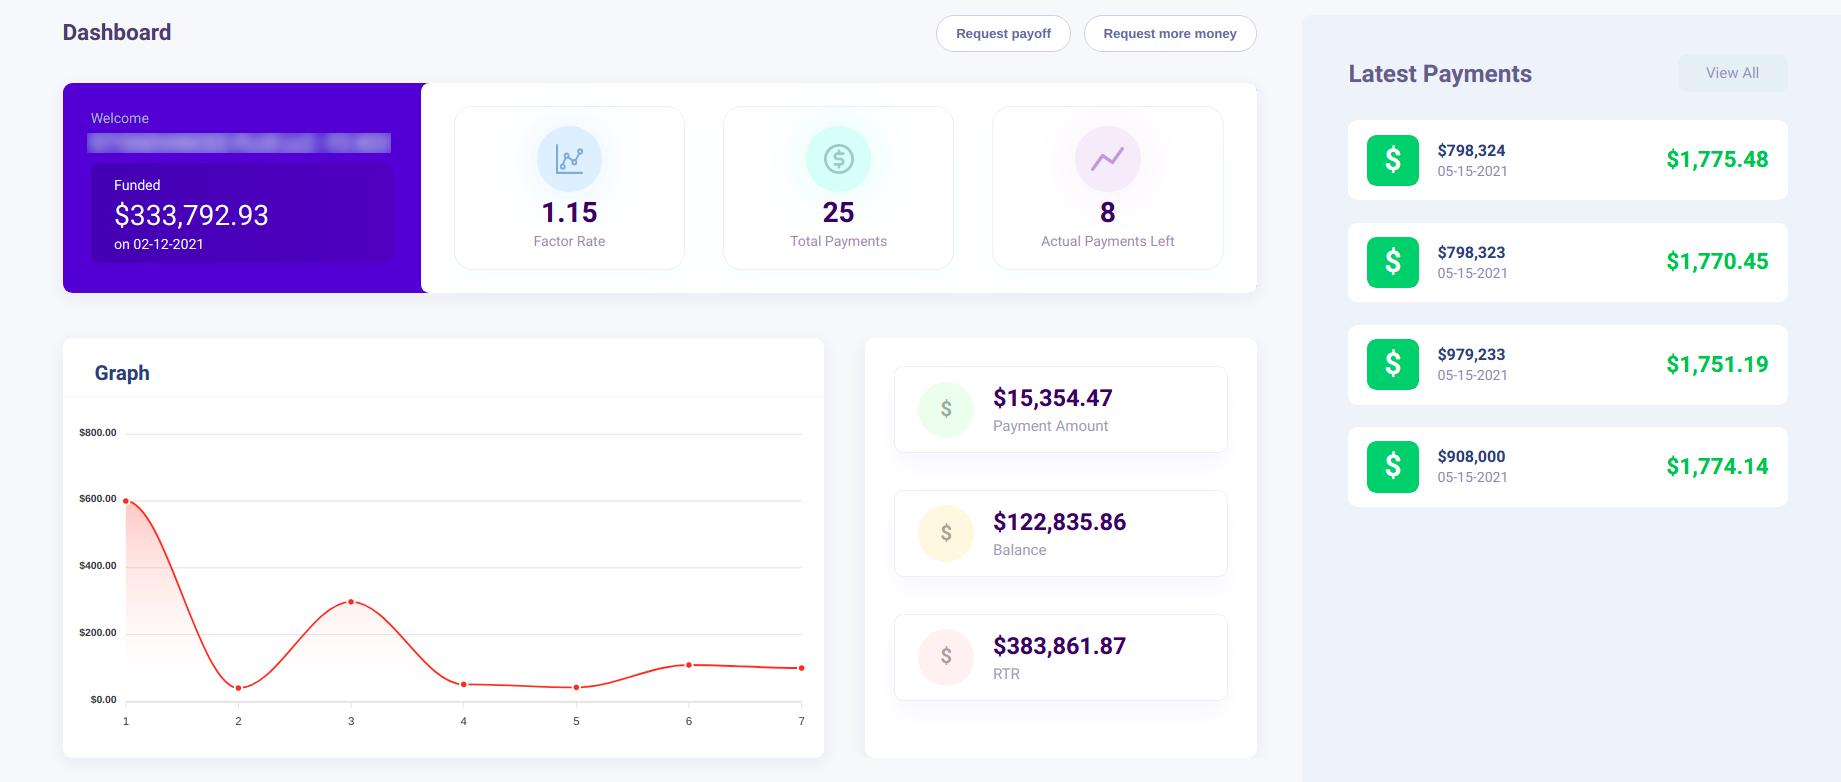 Dashboard
Request payoff
Request more money
Welcome
Funded
$333,792.93
on 02-12-2021
1.15
Factor Rate
25
Total Payments
8
Actual Payments Left
Graph
$800.00
$600.00
$400.00
$200.00
$0.00
1 2 3 4 5 6 7
$
$15,354.47
Payment Amount
$
$122,835.86
Balance
$
$383,861.87
RTR
Latest Payments
View All
$
$798,324
05-15-2021
$1,775.48
$
$798,323
05-15-2021
$1,770.45
$
$979,233
05-15-2021
$1,751.19
$
$908,000
05-15-2021
$1,774.14